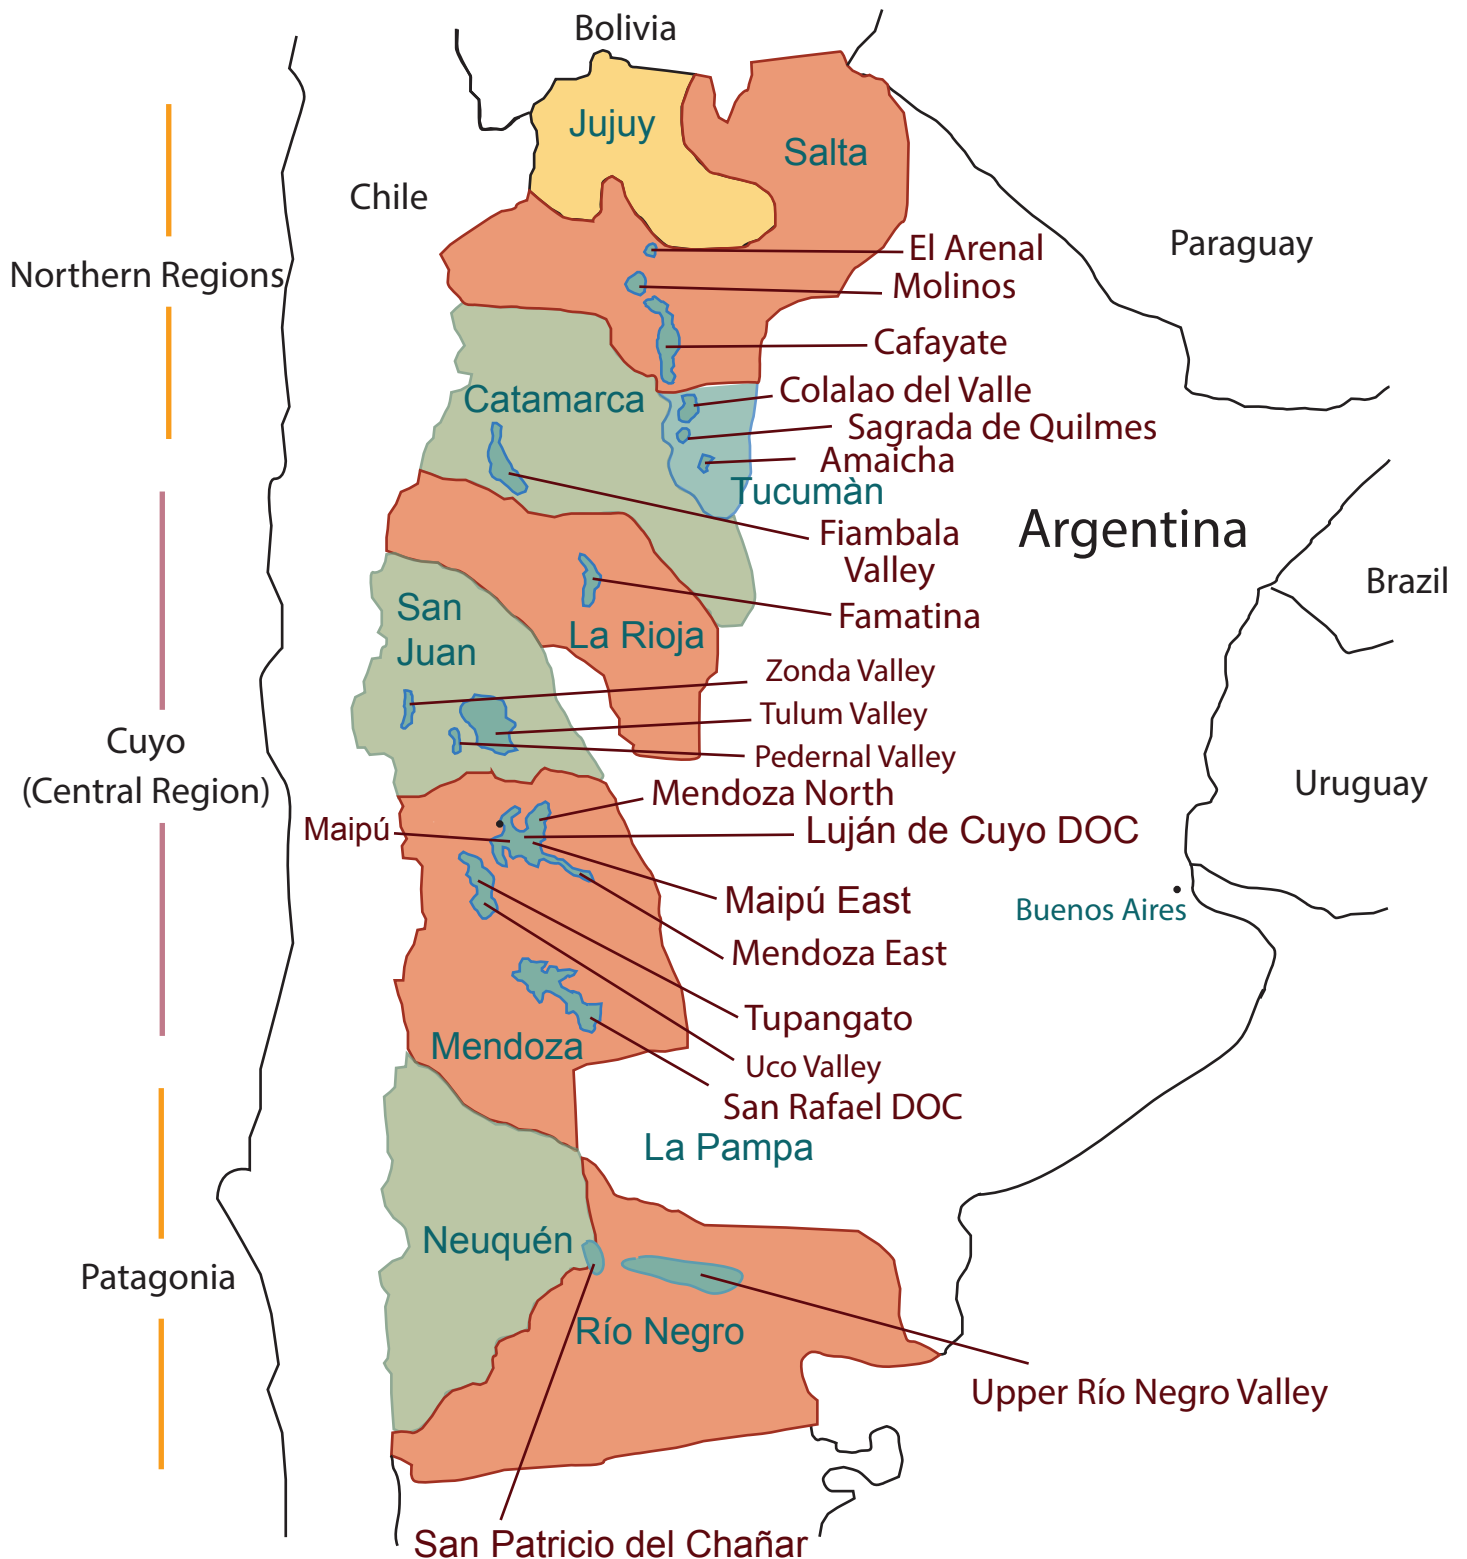 Bolivia
Jujuy
Salta
Chile
El Arenal
Paraguay
Northern Regions
Molinos
Cafayate
Catamarca
Colalao del Valle
Sagrada de Quilmes
Amaicha
Tucumàn
Argentina
Fiambala
Valley
Brazil
San
Juan
Famatina
La Rioja
Zonda Valley
Tulum Valley
Cuyo
(Central Region)
Pedernal Valley
Uruguay
Mendoza North
Maipú
Luján de Cuyo DOC
Maipú East
Buenos Aires
Mendoza East
Tupangato
Mendoza
Uco Valley
San Rafael DOC
La Pampa
Neuquén
Patagonia
Río Negro
Upper Río Negro Valley
San Patricio del Chañar